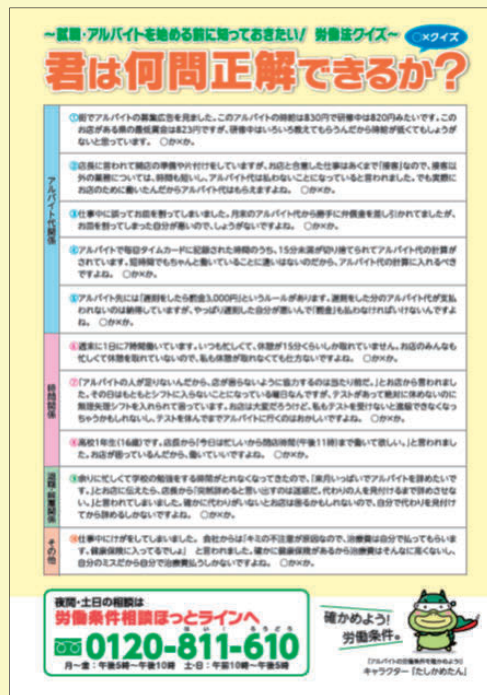 ～就職・アルバイトを始める前に知っておきたい！ 労働法クイズ～
○×クイズ
君は何問正解できるか？
アルバイト代関係
①街でアルバイトの募集広告を見ました。このアルバイトの時給は830円で研修中は820円みたいです。この
お店がある県の最低賃金は823円ですが、研修中はいろいろ教えてもらうんだから時給が低くてもしょうが
ないと思っています。 ○か×か。
②店長に言われて開店の準備や片付けをしていますが、お店と合意した仕事はあくまで「接客」なので、接客以
外の業務については、時間も短いし、アルバイト代は払わないことになっていると言われました。でも実際に
お店のために働いたんだからアルバイト代はもらえますよね。 ○か×か。
③仕事中に誤ってお皿を割ってしまいました。月末のアルバイト代から勝手に弁償金を差し引かれてましたが、
お皿を割ってしまった自分が悪いので、しょうがないですよね。 ○か×か。
④アルバイトで毎日タイムカードに記録された時間のうち、15分未満が切り捨てられてアルバイト代の計算が
されています。短時間でもちゃんと働いていることに違いはないのだから、アルバイト代の計算に入れるべき
ですよね。 ○か×か。
⑤アルバイト先には「遅刻をしたら罰金3,000円」というルールがあります。遅刻をした分のアルバイト代が支払
われないのは納得していますが、やっぱり遅刻した自分が悪いんで「罰金」も払わなければいけないんですよ
ね。 ○か×か。
時間関係
⑥週末に1日に7時間働いています。いつも忙しくて、休憩が15分くらいしか取れていません。お店のみんなも
忙しくて休憩を取れていないので、私も休憩が取れなくても仕方ないですよね。 ○か×か。
⑦「アルバイトの人が足りないんだから、店が困らないように協力するのは当たり前だ。」とお店から言われまし
た。その日はもともとシフトに入らないことになっている曜日なんですが、テストがあって絶対に休めないのに
無理矢理シフトを入れられて困っています。お店は大変だろうけど、私もテストを受けないと進級できなくなっ
ちゃうかもしれないし、テストを休んでまでアルバイトに行くのはおかしいですよね。 ○か×か。
⑧高校1年生(16歳)です。店長から「今日は忙しいから閉店時間(午後11時)まで働いて欲しい。」と言われまし
た。お店が困っているんだから、働いていいですよね。 ○か×か。
退職・解雇関係
⑨余りに忙しくて学校の勉強をする時間がとれなくなってきたので、「来月いっぱいでアルバイトを辞めたいで
す。」とお店に伝えたら、店長から「突然辞めると言い出すのは迷惑だ。代わりの人を見付けるまで辞めさせな
い。」と言われてしまいました。確かに代わりがいないとお店は困るかもしれないので、自分で代わりを見付け
てから辞めるしかないですよね。 ○か×か。
その他
⑩仕事中にけがをしてしまいました。 会社からは「キミの不注意が原因なので、治療費は自分で払ってもらいま
す。健康保険に入ってるでしょ」 と言われました。確かに健康保険があるから治療費はそんなに高くないし、
自分のミスだから自分で治療費払うしかないですよね。 ○か×か。
夜間・土日の相談は
労働条件相談ほっとラインへ
はい ろうどう
0120-811-610
月～金：午後5時～午後10時 土・日：午前10時～午後5時
確かめよう！
労働条件。
「アルバイトの労働条件を確かめよう」
キャラクター 「たしかめたん」